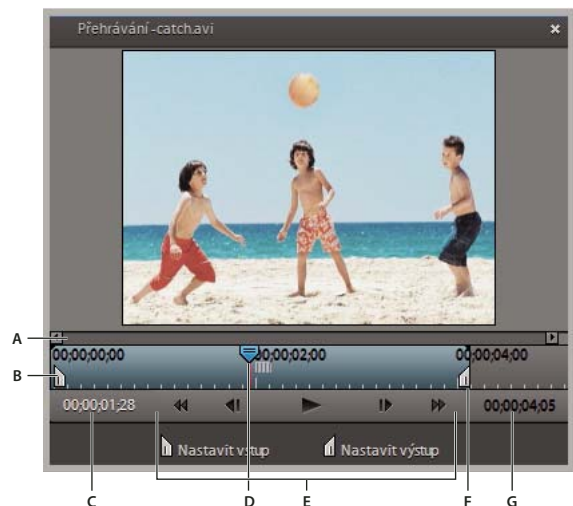 Přehrávání -catch.avi
A
00;00;00;00 00;00;02;00 00;00;04;00
B
00;00;01;28 00;00;04;05
Nastavit vstup Nastavit výstup
C D E F G